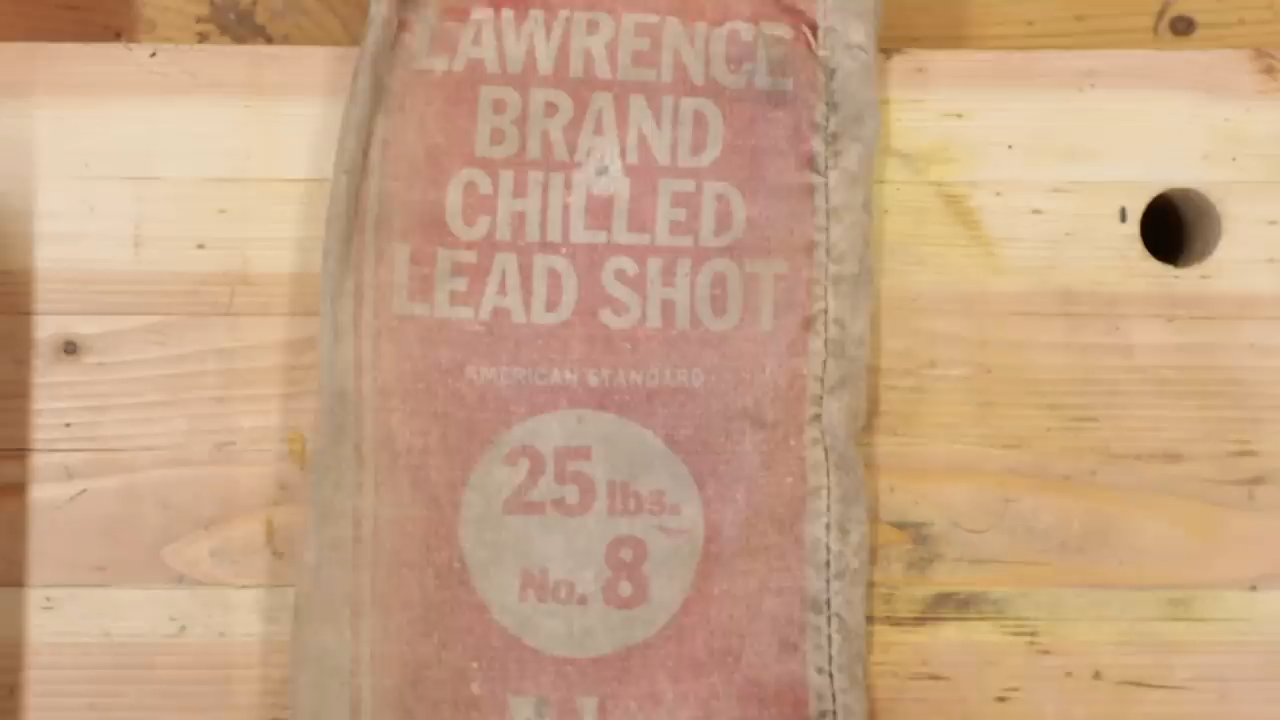 LAWRENCE
BRAND
CHILLED
LEAD SHOT
AMERICAN STANDARD
25 lbs.
No. 8